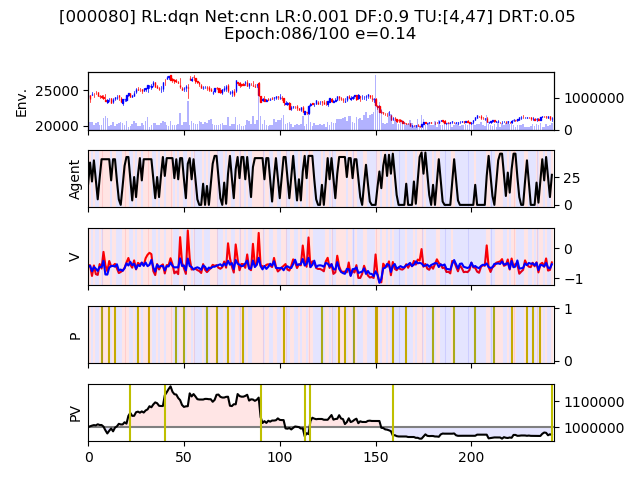 [000080] RL:dqn Net:cnn LR:0.001 DF:0.9 TU:[4,47] DRT:0.05
Epoch:086/100 e=0.14
Env.
25000
20000
1000000
0
Agent
25
0
V
0
−1
P
1
0
PV
1100000
1000000
0
50
100
150
200